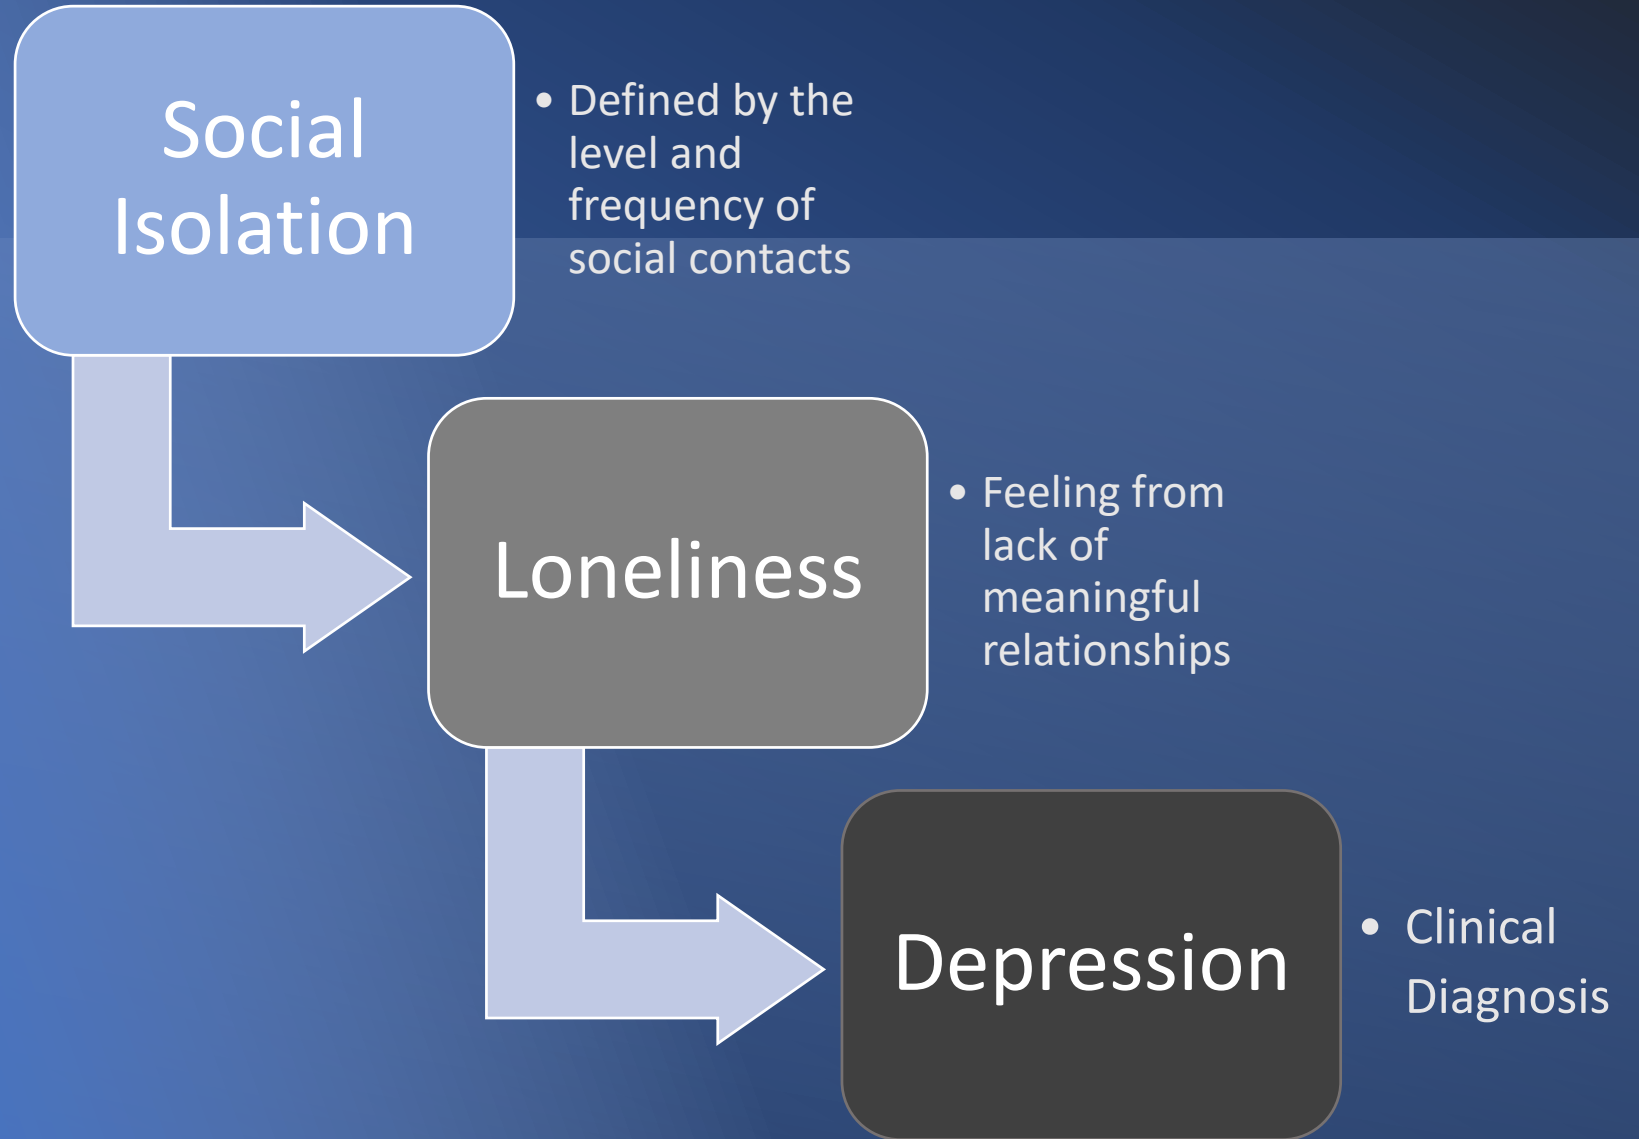 Social
Isolation
• Defined by the
level and
frequency of
social contacts
Loneliness
• Feeling from
lack of
meaningful
relationships
Depression
• Clinical
Diagnosis